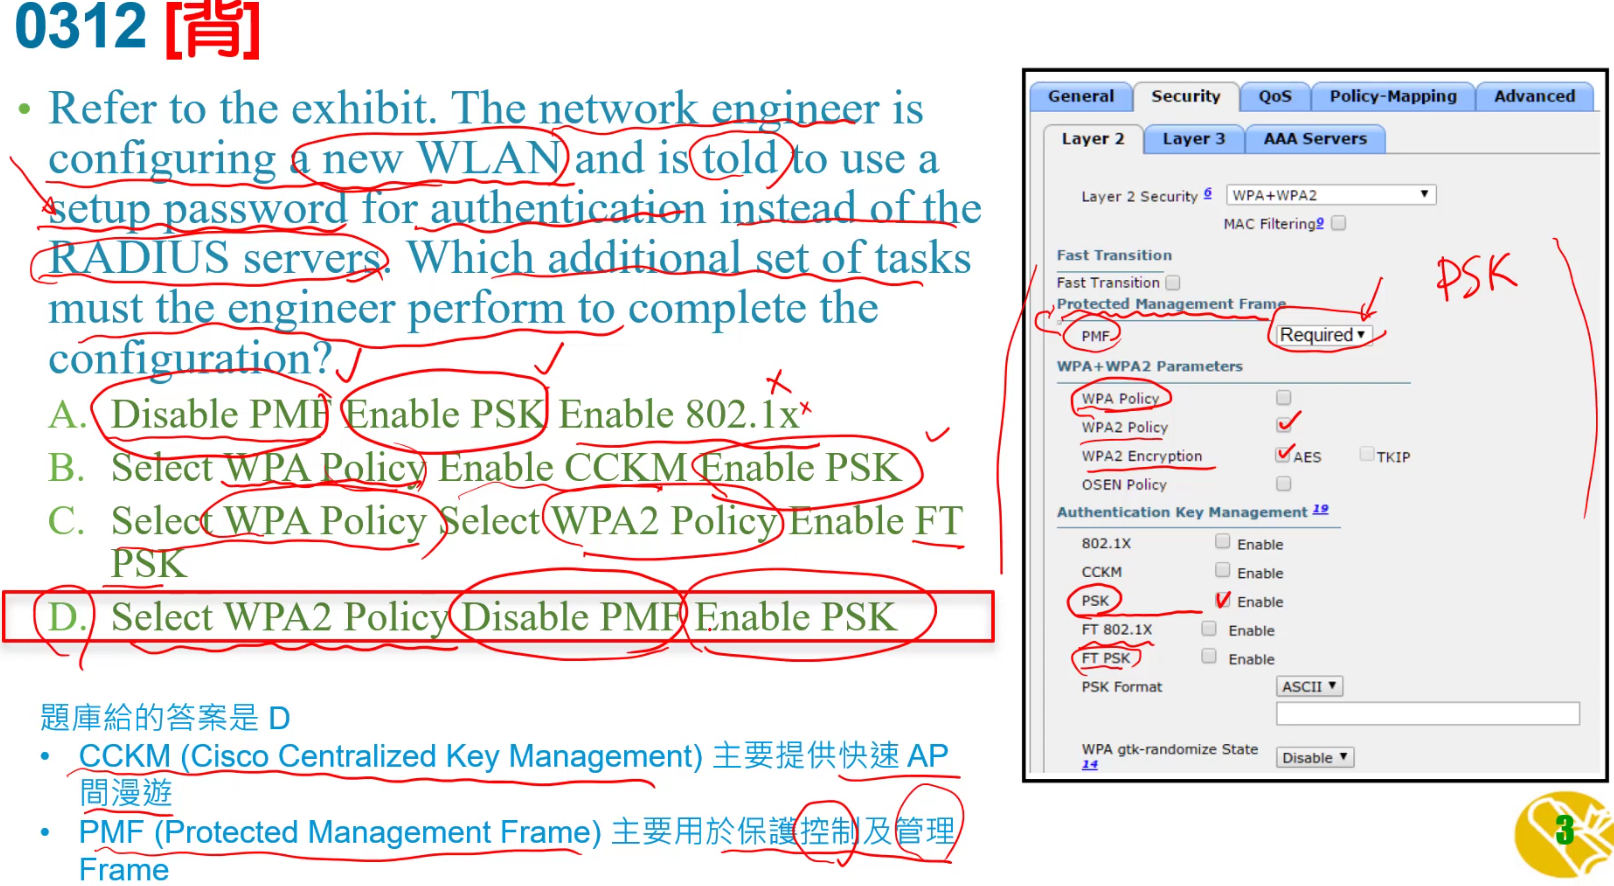 0312 [背]
• Refer to the exhibit. The network engineer is
configuring a new WLAN and is told to use a
setup password for authentication instead of the
RADIUS servers. Which additional set of tasks
must the engineer perform to complete the
configuration?
A. Disable PMF Enable PSK Enable 802.1x
B. Select WPA Policy Enable CCKM Enable PSK
C. Select WPA Policy Select WPA2 Policy Enable FT
PSK
D. Select WPA2 Policy Disable PMF Enable PSK
題庫給的答案是 D
• CCKM (Cisco Centralized Key Management) 主要提供快速 AP
間漫遊
• PMF (Protected Management Frame) 主要用於保護控制及管理
Frame
General Security QoS Policy-Mapping Advanced
Layer 2 Layer 3 AAA Servers
Layer 2 Security 6 WPA+WPA2
MAC Filtering 9
Fast Transition
Fast Transition
Protected Management Frame
PMF Required
PSK
WPA+WPA2 Parameters
WPA Policy
WPA2 Policy
WPA2 Encryption AES TKIP
OSEN Policy
Authentication Key Management 19
802.1X Enable
CCKM Enable
PSK Enable
FT 802.1X Enable
FT PSK Enable
PSK Format ASCII
WPA gtk-randomize State Disable
14
3